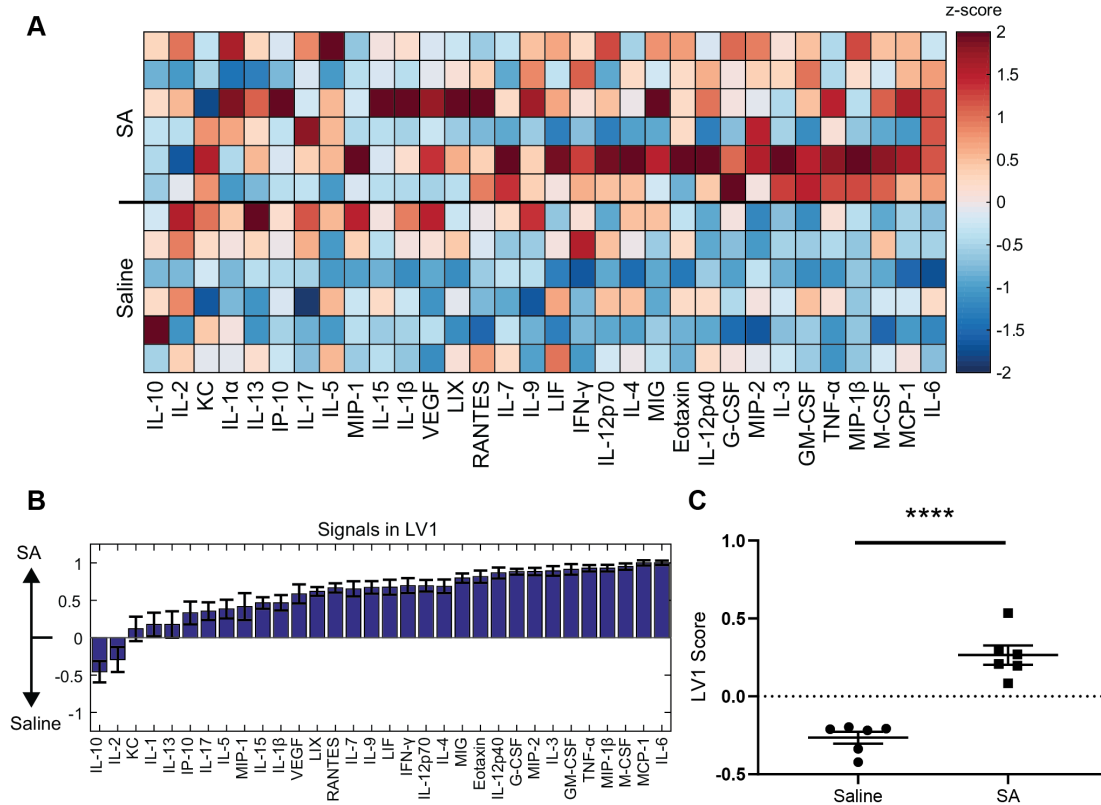 A
z-score
SA
Saline
2
1.5
1
0.5
0
-0.5
-1
-1.5
-2
IL-10
IL-2
KC
IL-1α
IL-13
IP-10
IL-17
IL-5
MIP-1
IL-15
IL-1β
VEGF
LIX
RANTES
IL-7
IL-9
LIF
IFN-γ
IL-12p70
IL-4
MIG
Eotaxin
IL-12p40
G-CSF
MIP-2
IL-3
GM-CSF
TNF-α
MIP-1β
M-CSF
MCP-1
IL-6
B
Signals in LV1
SA
Saline
1
0.5
0
-0.5
-1
IL-10
IL-2
KC
IL-1
IL-13
IP-10
IL-17
IL-5
MIP-1
IL-15
IL-1β
VEGF
LIX
RANTES
IL-7
IL-9
LIF
IFN-γ
IL-12p70
IL-4
MIG
Eotaxin
IL-12p40
G-CSF
MIP-2
IL-3
GM-CSF
TNF-α
MIP-1β
M-CSF
MCP-1
IL-6
C
****
LV1 Score
1.0
0.5
0.0
-0.5
Saline
SA